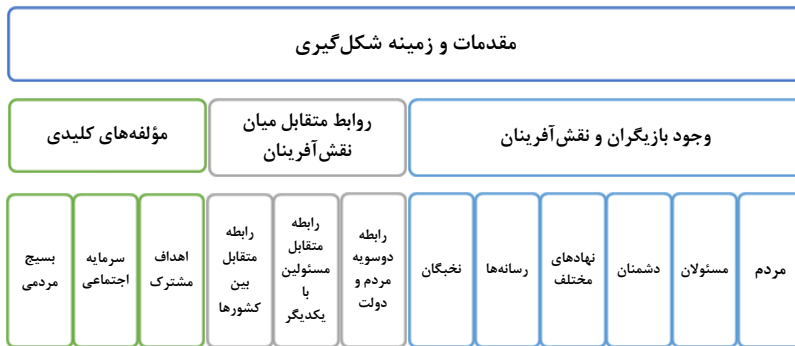 مقدمات و زمینه شکل‌گیری
وجود بازیگران و نقش‌آفرینان
روابط متقابل میان
نقش‌آفرینان
مؤلفه‌های کلیدی
مردم
مسئولان
دشمنان
نهادهای
مختلف
رسانه‌ها
نخبگان
رابطه
دوسویه
مردم و
دولت
رابطه
متقابل
مسئولین
با
یکدیگر
رابطه
متقابل
بین
کشورها
اهداف
مشترک
سرمایه
اجتماعی
بسیج
مردمی